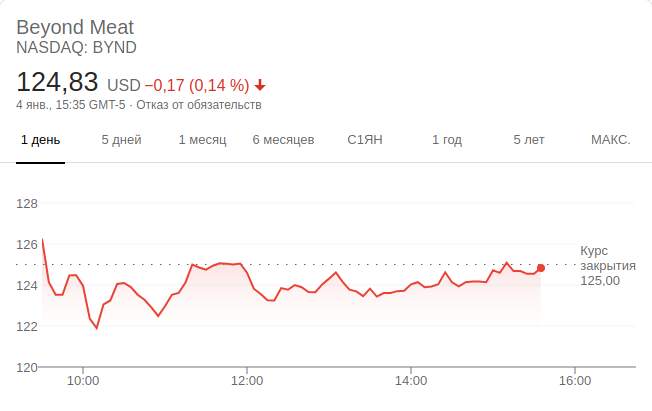 Beyond Meat
NASDAQ: BYND
124,83 USD −0,17 (0,14 %)
4 янв., 15:35 GMT-5 · Отказ от обязательств
1 день 5 дней 1 месяц 6 месяцев С1ЯН 1 год 5 лет МАКС.
128
126
124
122
120
Курс
закрытия
125,00
10:00 12:00 14:00 16:00